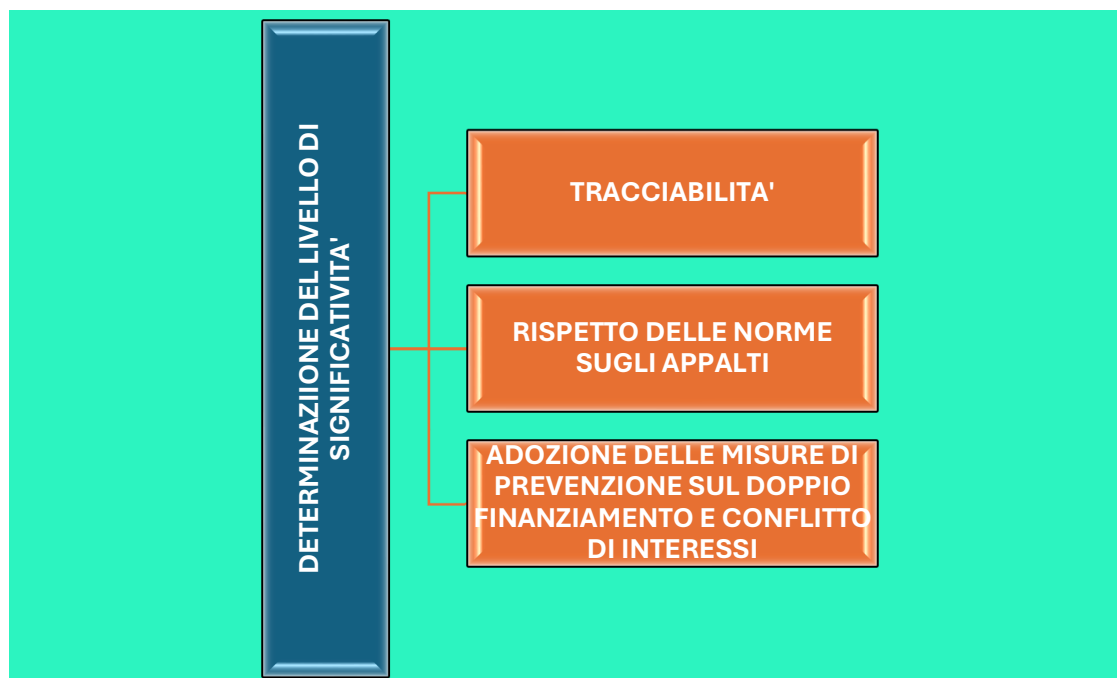 DETERMINAZIIONE DEL LIVELLO DI
SIGNIFICATIVITA'
TRACCIABILITA'
RISPETTO DELLE NORME
SUGLI APPALTI
ADOZIONE DELLE MISURE DI
PREVENZIONE SUL DOPPIO
FINANZIAMENTO E CONFLITTO
DI INTERESSI